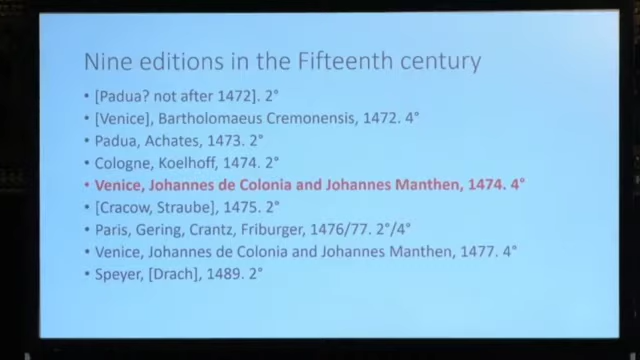 Nine editions in the Fifteenth century
• [Padua? not after 1472]. 2°
• [Venice], Bartholomaeus Cremonensis, 1472. 4°
• Padua, Achates, 1473. 2°
• Cologne, Koelhoff, 1474. 2°
• Venice, Johannes de Colonia and Johannes Manthen, 1474. 4°
• [Cracow, Straube], 1475. 2°
• Paris, Gering, Crantz, Friburger, 1476/77. 2°/4°
• Venice, Johannes de Colonia and Johannes Manthen, 1477. 4°
• Speyer, [Drach], 1489. 2°